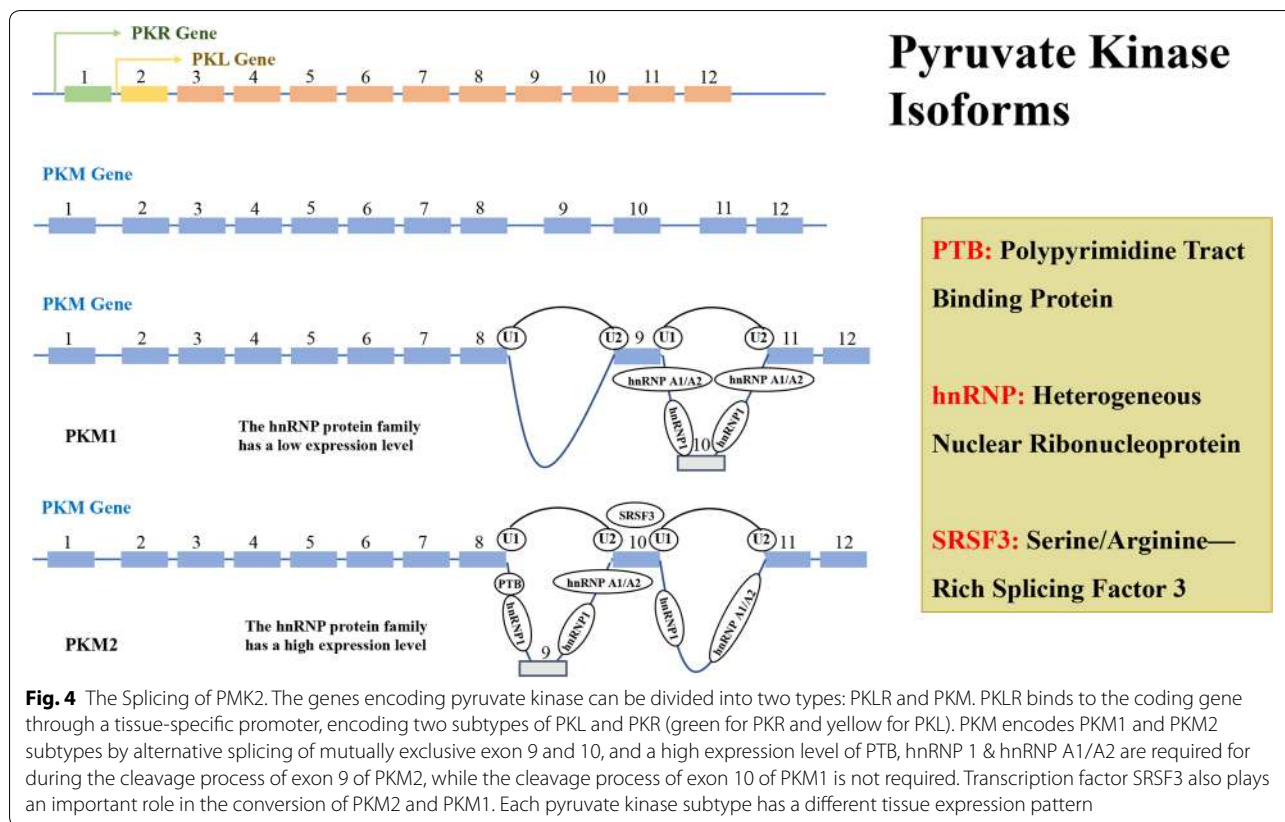 PKR Gene
PKL Gene
1 2 3 4 5 6 7 8 9 10 11 12
Pyruvate Kinase
Isoforms
PKM Gene
1 2 3 4 5 6 7 8 9 10 11 12
PKM Gene
1 2 3 4 5 6 7 8 U1 U2 9 U1 U2 11 12
hnRNP A1/A2 hnRNP A1/A2
hnRNP1 hnRNP1
10
PKM1
The hnRNP protein family
has a low expression level
PKM Gene
SRSF3
1 2 3 4 5 6 7 8 U1 U2 10 U1 U2 11 12
PTB hnRNP A1/A2
hnRNP1 hnRNP1 hnRNP1 hnRNP A1/A2
9
PKM2
The hnRNP protein family
has a high expression level
PTB: Polypyrimidine Tract
Binding Protein
hnRNP: Heterogeneous
Nuclear Ribonucleoprotein
SRSF3: Serine/Arginine—
Rich Splicing Factor 3
Fig. 4 The Splicing of PMK2. The genes encoding pyruvate kinase can be divided into two types: PKLR and PKM. PKLR binds to the coding gene
through a tissue-specific promoter, encoding two subtypes of PKL and PKR (green for PKR and yellow for PKL). PKM encodes PKM1 and PKM2
subtypes by alternative splicing of mutually exclusive exon 9 and 10, and a high expression level of PTB, hnRNP 1 & hnRNP A1/A2 are required for
during the cleavage process of exon 9 of PKM2, while the cleavage process of exon 10 of PKM1 is not required. Transcription factor SRSF3 also plays
an important role in the conversion of PKM2 and PKM1. Each pyruvate kinase subtype has a different tissue expression pattern